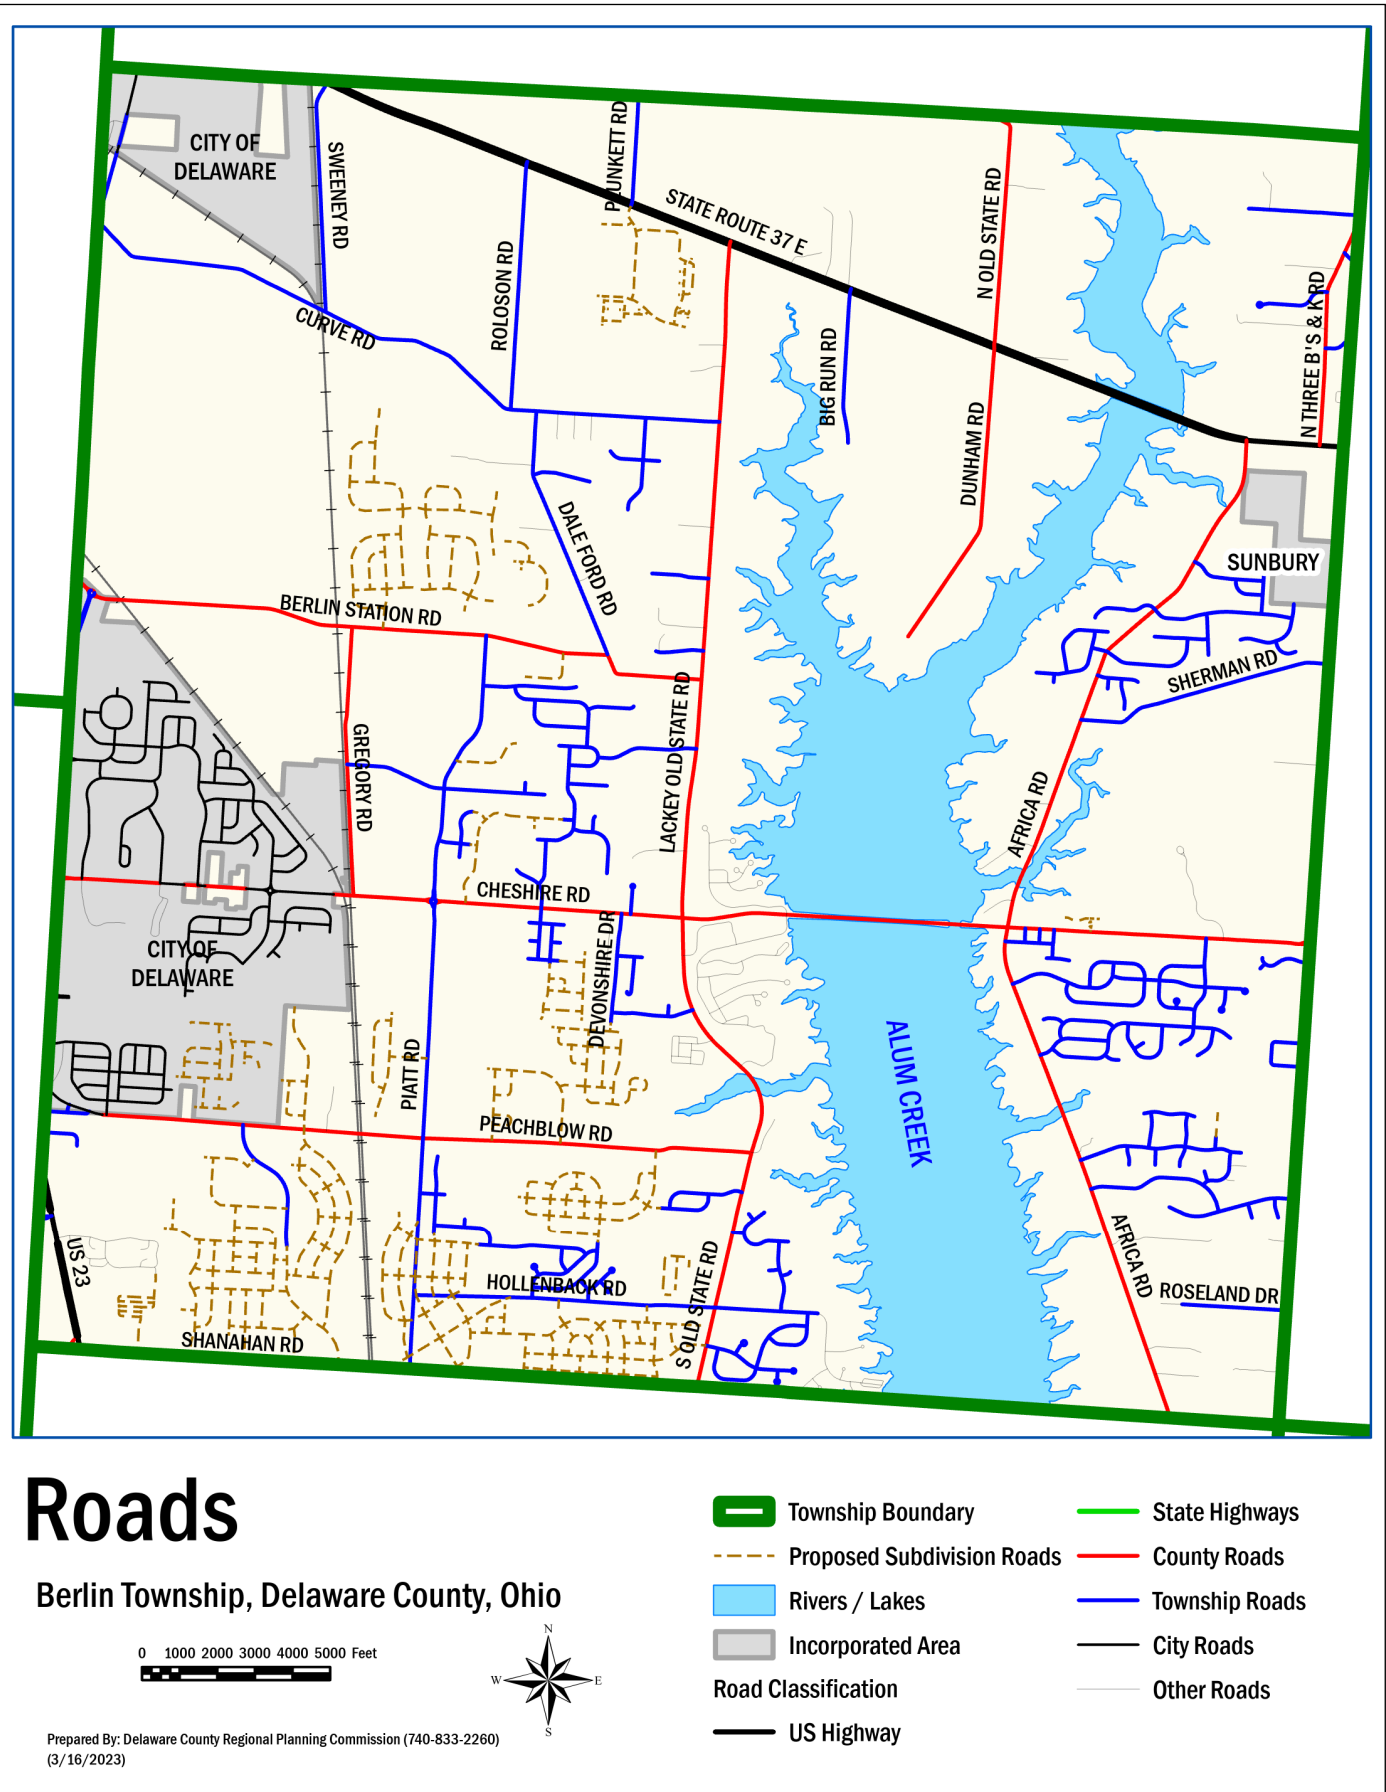 CITY OF
DELAWARE
SWEENEY RD
PLUNKETT RD
STATE ROUTE 37 E
N OLD STATE RD
ROLOSON RD
CURVE RD
BIG RUN RD
N THREE B'S & K RD
DUNHAM RD
DALE FORD RD
SUNBURY
BERLIN STATION RD
SHERMAN RD
LACKEY OLD STATE RD
GREGORY RD
AFRICA RD
CHESHIRE RD
CITY OF
DELAWARE
DEVONSHIRE DR
ALUM CREEK
PIATT RD
PEACHBLOW RD
US 23
AFRICA RD
HOLLENBACK RD
ROSELAND DR
S OLD STATE RD
SHANAHAN RD
Roads
Berlin Township, Delaware County, Ohio
0 1000 2000 3000 4000 5000 Feet
N
W E
S
Prepared By: Delaware County Regional Planning Commission (740-833-2260)
(3/16/2023)
Township Boundary
Proposed Subdivision Roads
Rivers / Lakes
Incorporated Area
Road Classification
US Highway
State Highways
County Roads
Township Roads
City Roads
Other Roads